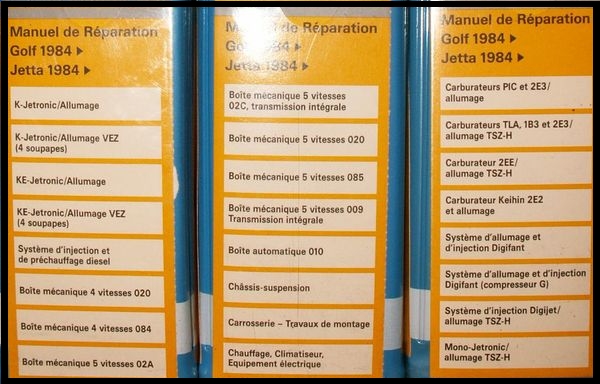 Manuel de Réparation
Golf 1984
Jetta 1984
K-Jetronic/Allumage
K-Jetronic/Allumage VEZ
(4 soupapes)
KE-Jetronic/Allumage
KE-Jetronic/Allumage VEZ
(4 soupapes)
Système d'injection et
de préchauffage diesel
Boîte mécanique 4 vitesses 020
Boîte mécanique 4 vitesses 084
Boîte mécanique 5 vitesses 02A
Manuel de Réparation
Golf 1984
Jetta 1984
Boîte mécanique 5 vitesses
02C, transmission intégrale
Boîte mécanique 5 vitesses 020
Boîte mécanique 5 vitesses 085
Boîte mécanique 5 vitesses 009
Transmission intégrale
Boîte automatique 010
Châssis-suspension
Carrosserie – Travaux de montage
Chauffage, Climatiseur,
Equipement électrique
Manuel de Réparation
Golf 1984
Jetta 1984
Carburateurs PIC et 2E3/
allumage
Carburateurs TLA, 1B3 et 2E3/
allumage TSZ-H
Carburateur 2EE/
allumage TSZ-H
Carburateur Keihin 2E2
et allumage
Système d'allumage et
d'injection Digifant
Système d'allumage et d'injection
Digifant (compresseur G)
Système d'injection Digijet/
allumage TSZ-H
Mono-Jetronic/
allumage TSZ-H